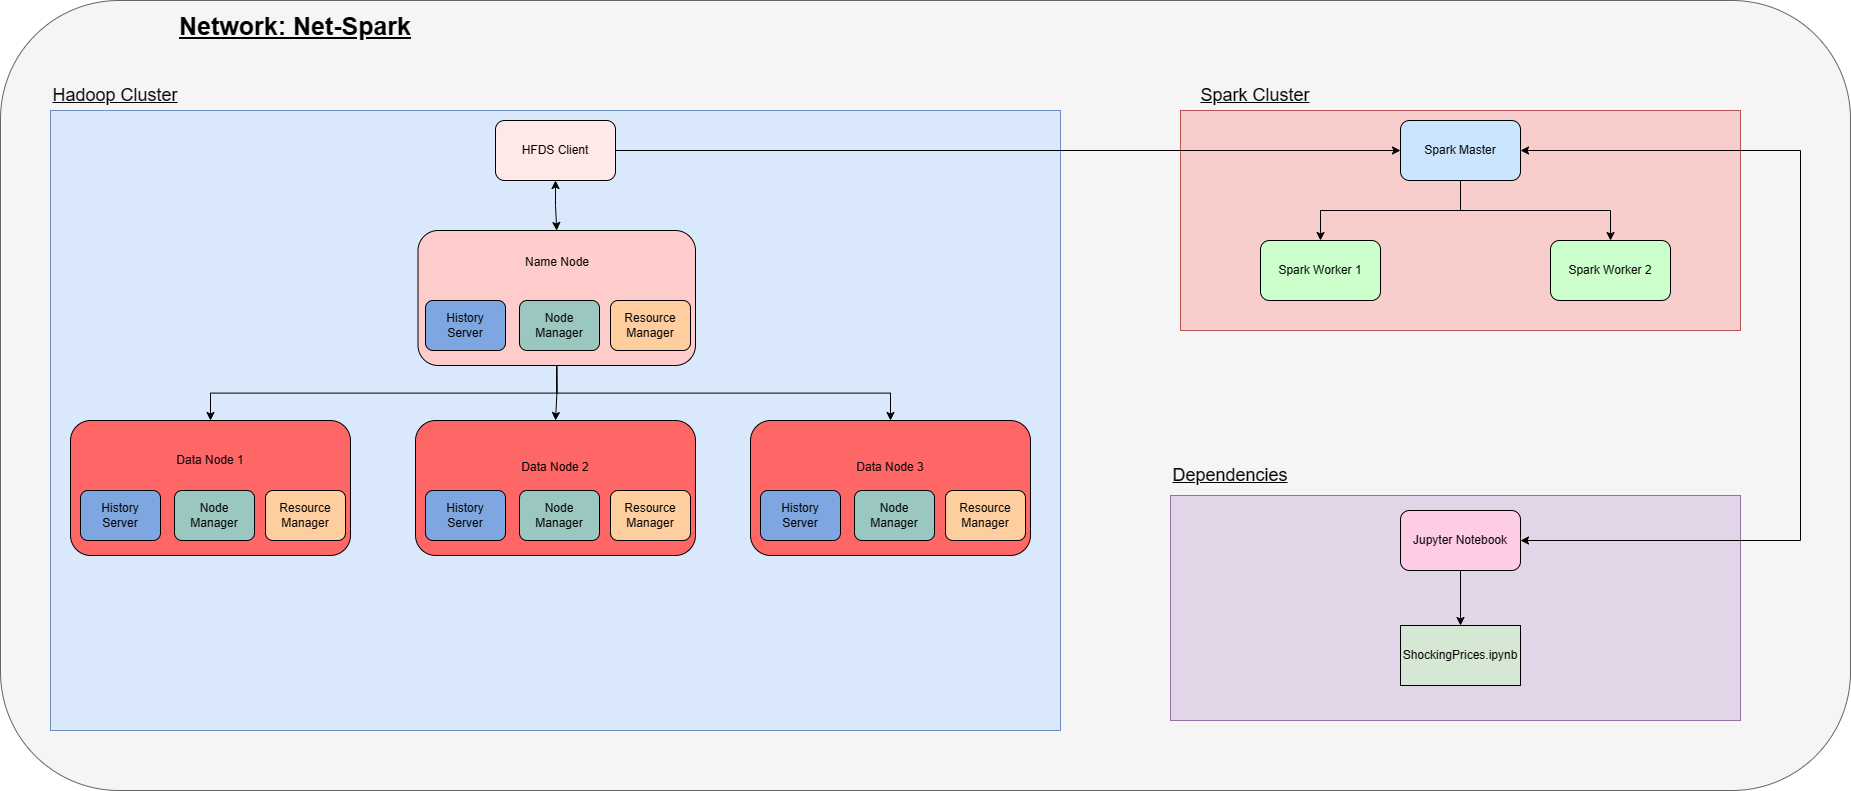 Network: Net-Spark
Hadoop Cluster
HFDS Client
Name Node
History
Server
Node
Manager
Resource
Manager
Data Node 1
History
Server
Node
Manager
Resource
Manager
Data Node 2
History
Server
Node
Manager
Resource
Manager
Data Node 3
History
Server
Node
Manager
Resource
Manager
Spark Cluster
Spark Master
Spark Worker 1
Spark Worker 2
Dependencies
Jupyter Notebook
ShockingPrices.ipynb